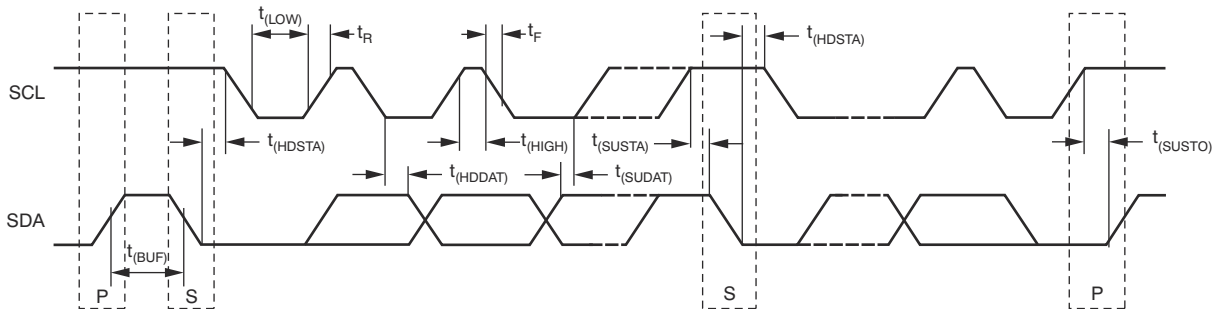 t(LOW)
tR
tF
t(HDSTA)
SCL
t(HDSTA)
t(HIGH)
t(SUSTA)
t(SUSTO)
t(HDDAT)
t(SUDAT)
SDA
t(BUF)
P
S
S
P